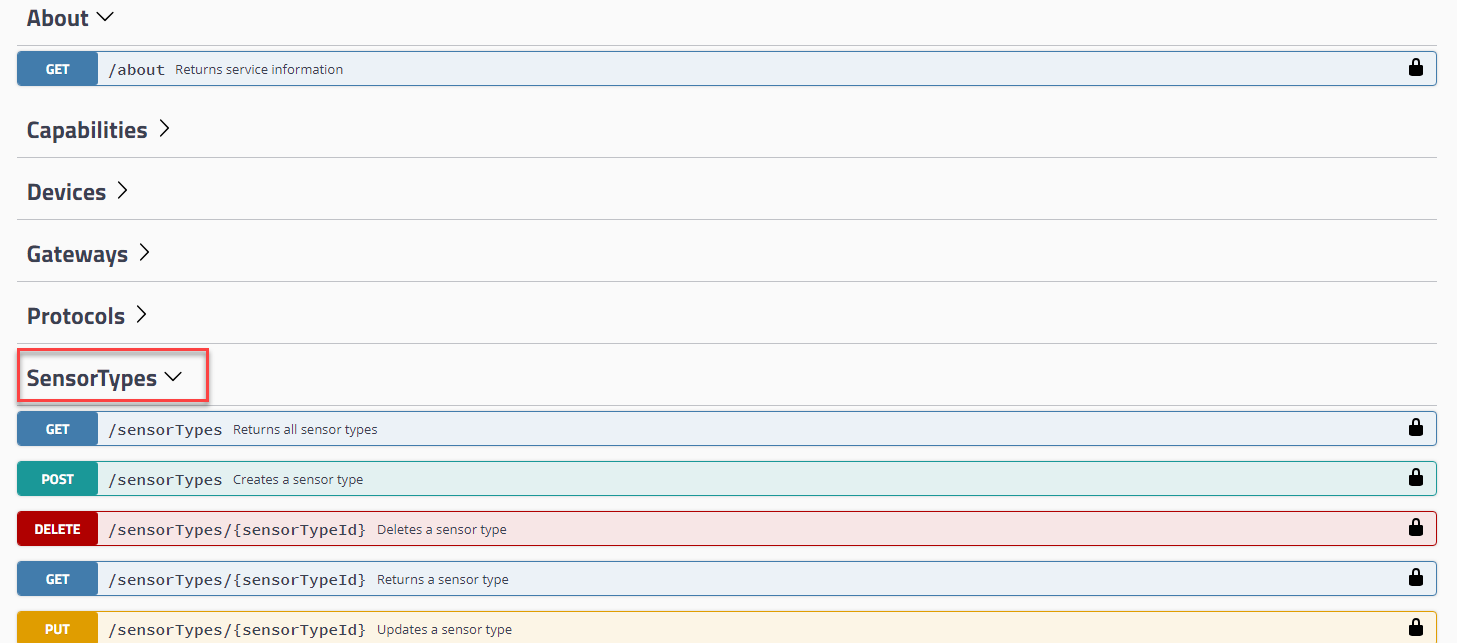 About
GET /about Returns service information
Capabilities
Devices
Gateways
Protocols
SensorTypes
GET /sensorTypes Returns all sensor types
POST /sensorTypes Creates a sensor type
DELETE /sensorTypes/{sensorTypeId} Deletes a sensor type
GET /sensorTypes/{sensorTypeId} Returns a sensor type
PUT /sensorTypes/{sensorTypeId} Updates a sensor type